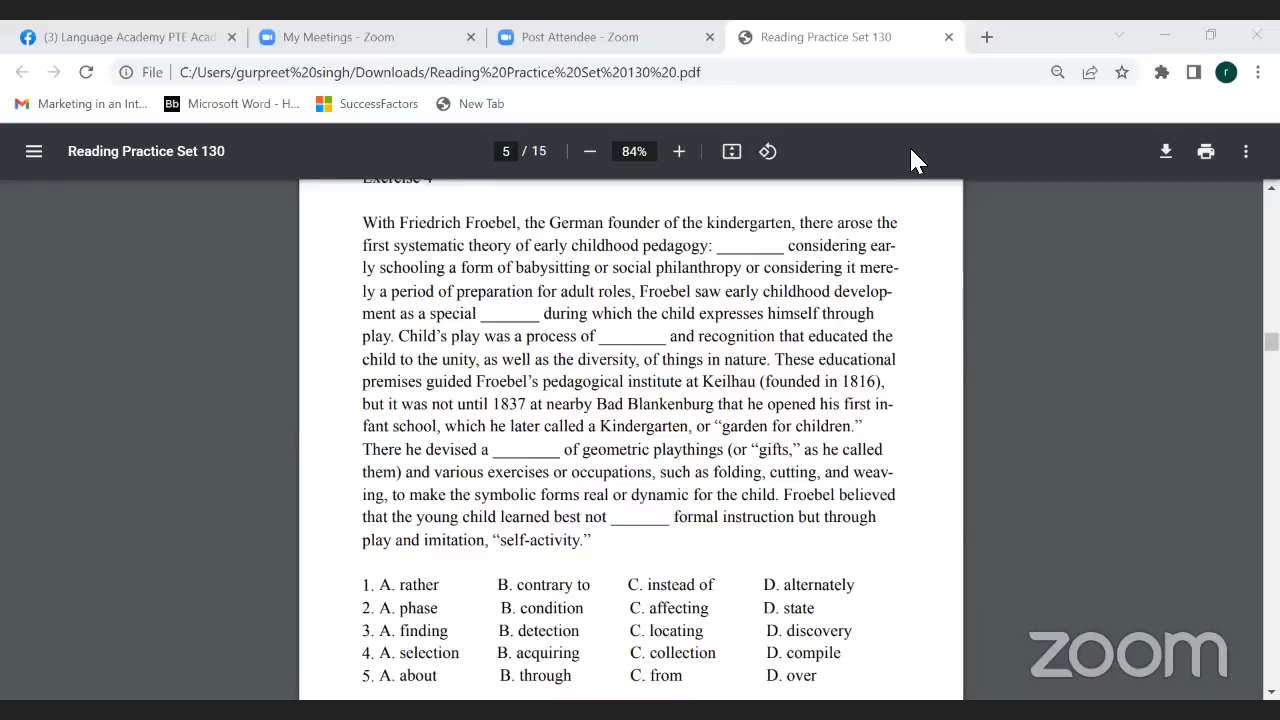 (3) Language Academy PTE Acad
My Meetings - Zoom
Post Attendee - Zoom
Reading Practice Set 130
File
C:/Users/gurpreet%20singh/Downloads/Reading%20Practice%20Set%20130%20.pdf
r
Marketing in an Int...
Bb Microsoft Word - H...
SuccessFactors
New Tab
Reading Practice Set 130
5 / 15
84%
Exercise 4
With Friedrich Froebel, the German founder of the kindergarten, there arose the
first systematic theory of early childhood pedagogy: ________ considering ear-
ly schooling a form of babysitting or social philanthropy or considering it mere-
ly a period of preparation for adult roles, Froebel saw early childhood develop-
ment as a special _______ during which the child expresses himself through
play. Child's play was a process of ________ and recognition that educated the
child to the unity, as well as the diversity, of things in nature. These educational
premises guided Froebel's pedagogical institute at Keilhau (founded in 1816),
but it was not until 1837 at nearby Bad Blankenburg that he opened his first in-
fant school, which he later called a Kindergarten, or “garden for children.”
There he devised a ________ of geometric playthings (or “gifts,” as he called
them) and various exercises or occupations, such as folding, cutting, and weav-
ing, to make the symbolic forms real or dynamic for the child. Froebel believed
that the young child learned best not _______ formal instruction but through
play and imitation, “self-activity.”
1. A. rather B. contrary to C. instead of D. alternately
2. A. phase B. condition C. affecting D. state
3. A. finding B. detection C. locating D. discovery
4. A. selection B. acquiring C. collection D. compile
5. A. about B. through C. from D. over
zoom